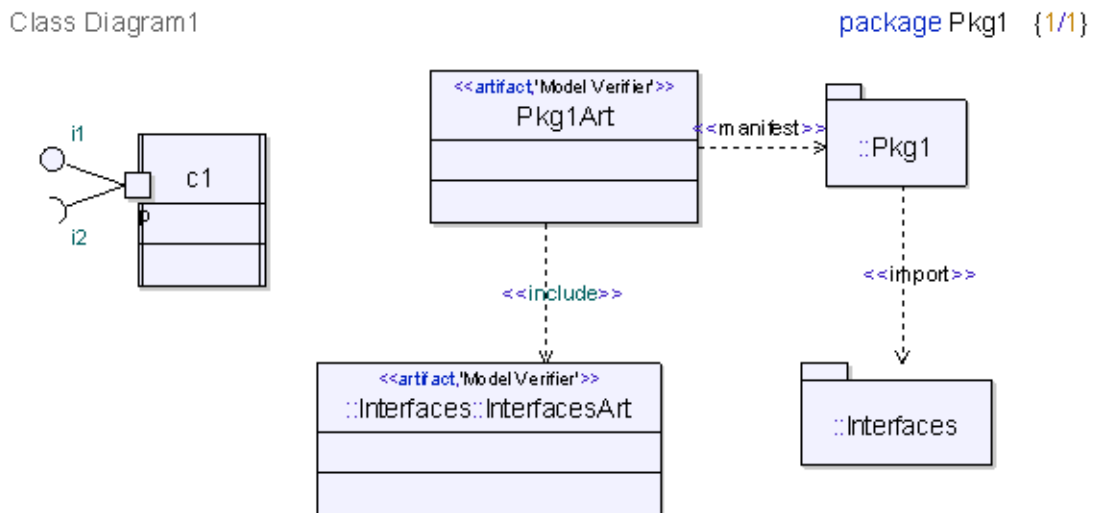 Class Diagram1
package Pkg1 {1/1}
<<artifact,'Model Verifier'>>
Pkg1Art
<<manifest>>
::Pkg1
i1
c1
p
i2
<<include>>
<<import>>
<<artifact,'Model Verifier'>>
::Interfaces::InterfacesArt
::Interfaces